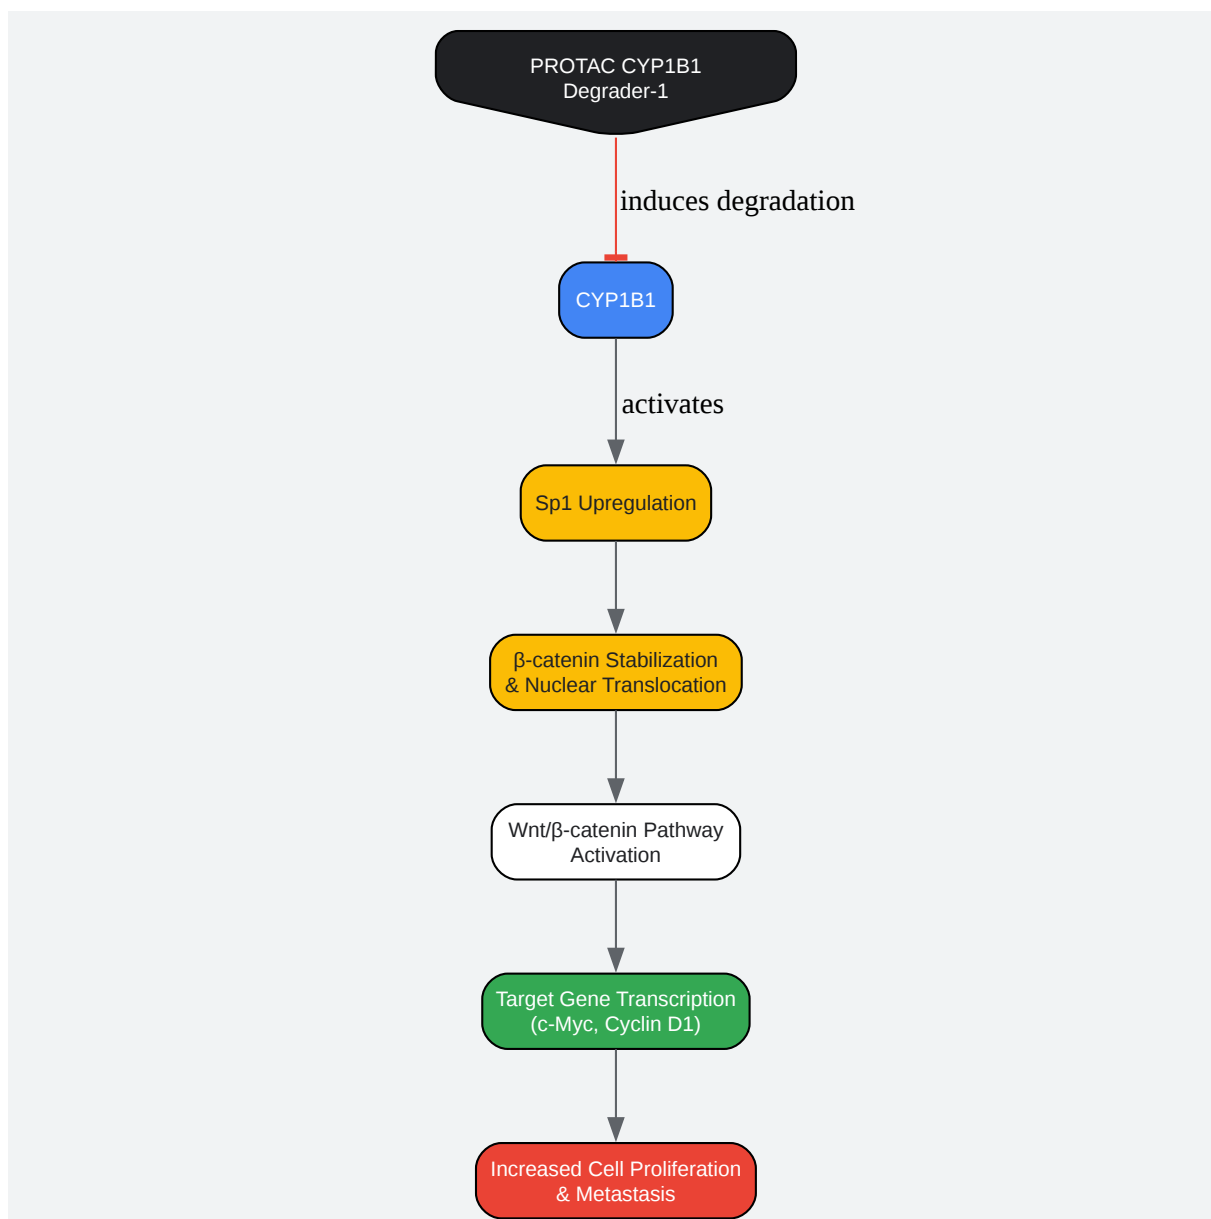 PROTAC CYP1B1
Degrader-1
induces degradation
CYP1B1
activates
Sp1 Upregulation
β-catenin Stabilization
& Nuclear Translocation
Wnt/β-catenin Pathway
Activation
Target Gene Transcription
(c-Myc, Cyclin D1)
Increased Cell Proliferation
& Metastasis